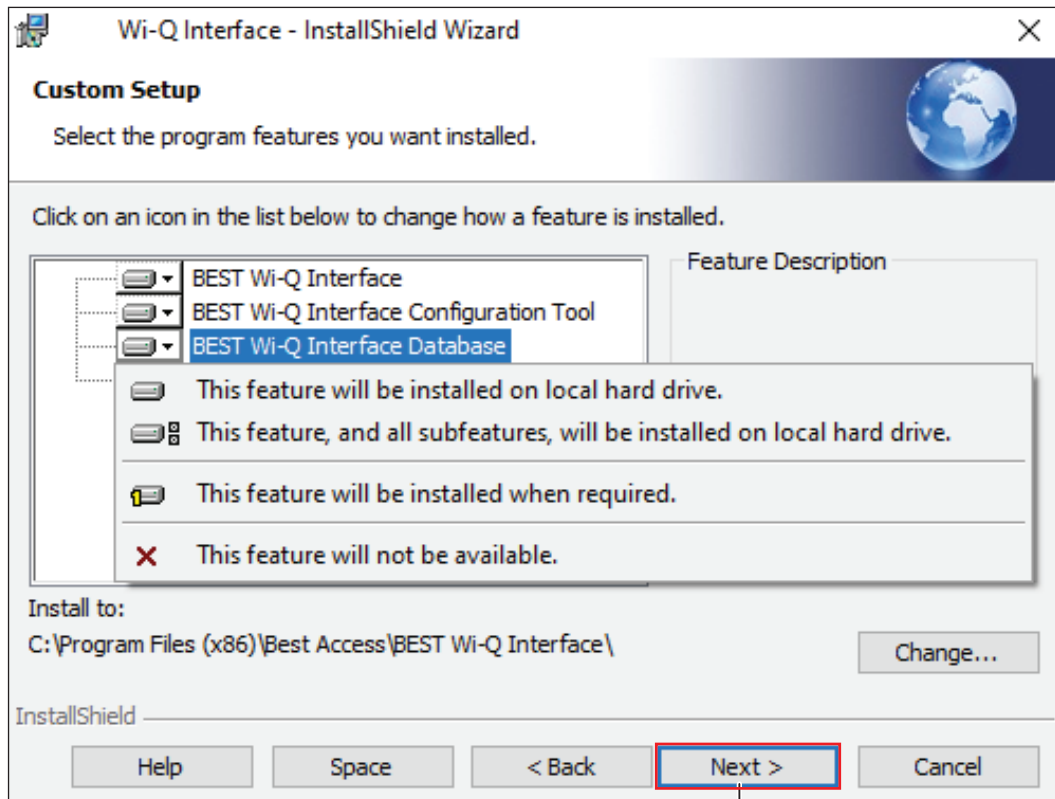 Wi-Q Interface - InstallShield Wizard
Custom Setup
Select the program features you want installed.
Click on an icon in the list below to change how a feature is installed.
BEST Wi-Q Interface
BEST Wi-Q Interface Configuration Tool
BEST Wi-Q Interface Database
Feature Description
This feature will be installed on local hard drive.
This feature, and all subfeatures, will be installed on local hard drive.
This feature will be installed when required.
This feature will not be available.
Install to:
C:\Program Files (x86)\Best Access\BEST Wi-Q Interface\
Change...
InstallShield
Help Space < Back Next > Cancel